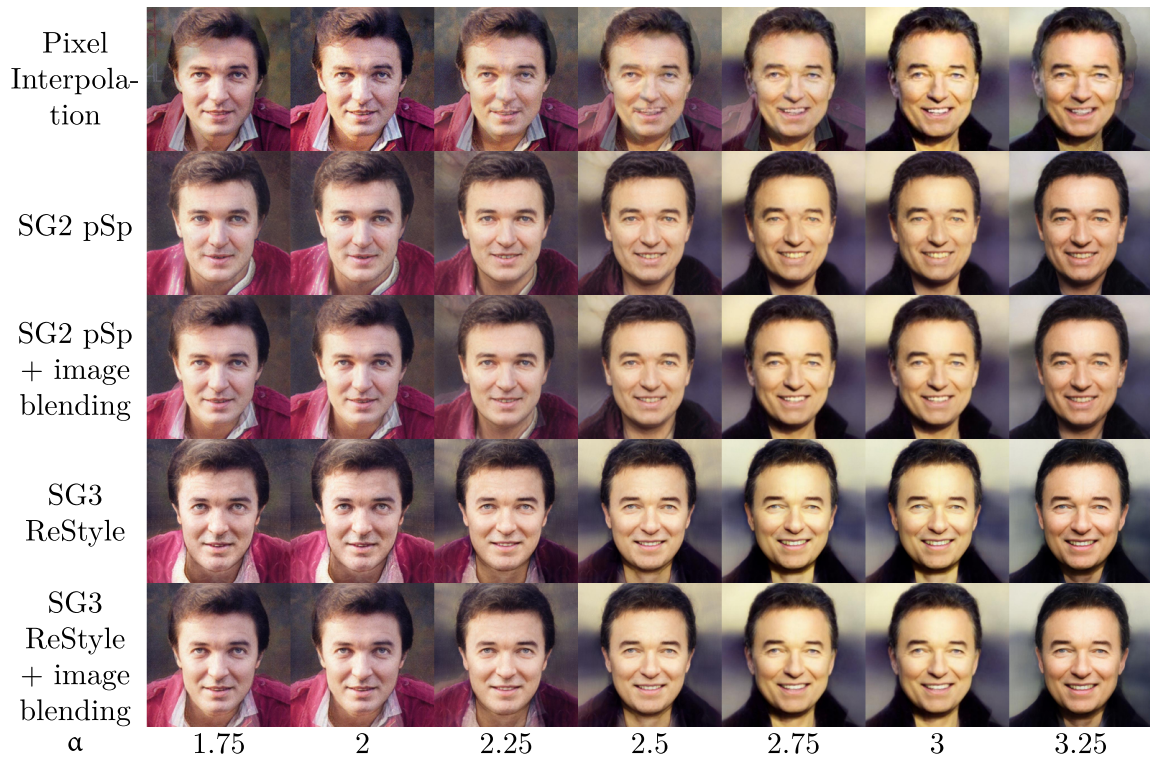 Pixel
Interpola-
tion
SG2 pSp
SG2 pSp
+ image
blending
SG3
ReStyle
SG3
ReStyle
+ image
blending
α 1.75 2 2.25 2.5 2.75 3 3.25